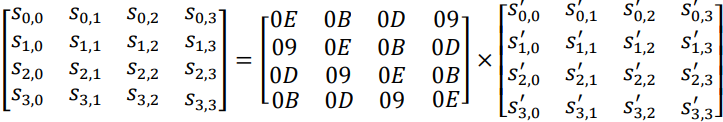 [s0,0 s0,1 s0,2 s0,3] [0E 0B 0D 09] [s′0,0 s′0,1 s′0,2 s′0,3]
[s1,0 s1,1 s1,2 s1,3] [09 0E 0B 0D] [s′1,0 s′1,1 s′1,2 s′1,3]
[s2,0 s2,1 s2,2 s2,3] = [0D 09 0E 0B] × [s′2,0 s′2,1 s′2,2 s′2,3]
[s3,0 s3,1 s3,2 s3,3] [0B 0D 09 0E] [s′3,0 s′3,1 s′3,2 s′3,3]